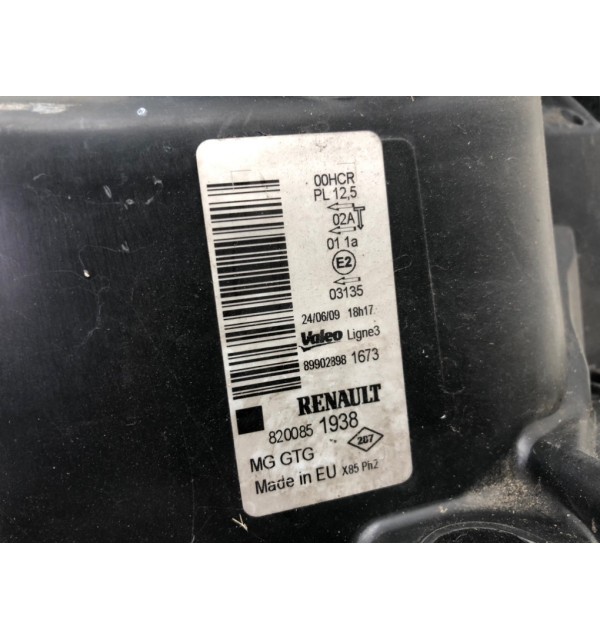 00HCR
PL 12,5
02A
01 1a
E2
03135
24/06/09 18h17
Valeo Ligne3
89902898 1673
RENAULT
820085 1938
MG GTG 267
Made in EU X85 Ph2